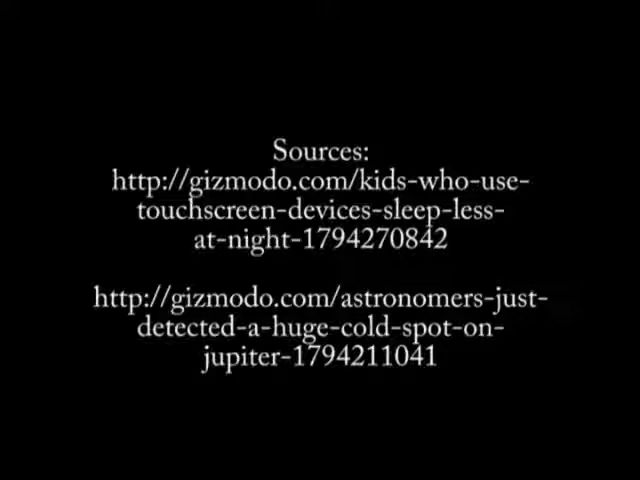 Sources:
http://gizmodo.com/kids-who-use-
touchscreen-devices-sleep-less-
at-night-1794270842
http://gizmodo.com/astronomers-just-
detected-a-huge-cold-spot-on-
jupiter-1794211041